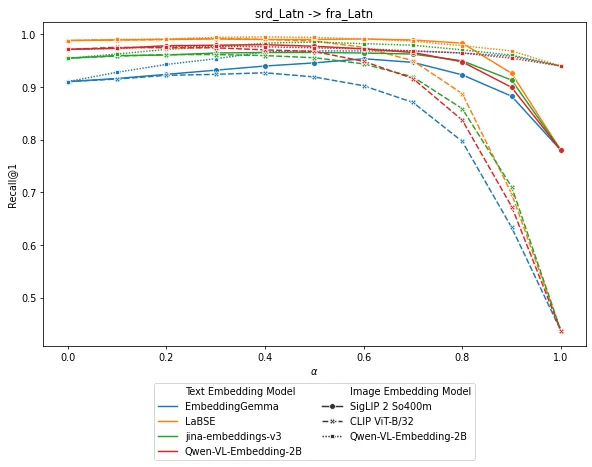 srd_Latn -> fra_Latn
1.0
0.9
0.8
0.7
0.6
0.5
Recall@1
0.0 0.2 0.4 0.6 0.8 1.0
α
Text Embedding Model Image Embedding Model
EmbeddingGemma SigLIP 2 So400m
LaBSE CLIP ViT-B/32
jina-embeddings-v3 Qwen-VL-Embedding-2B
Qwen-VL-Embedding-2B